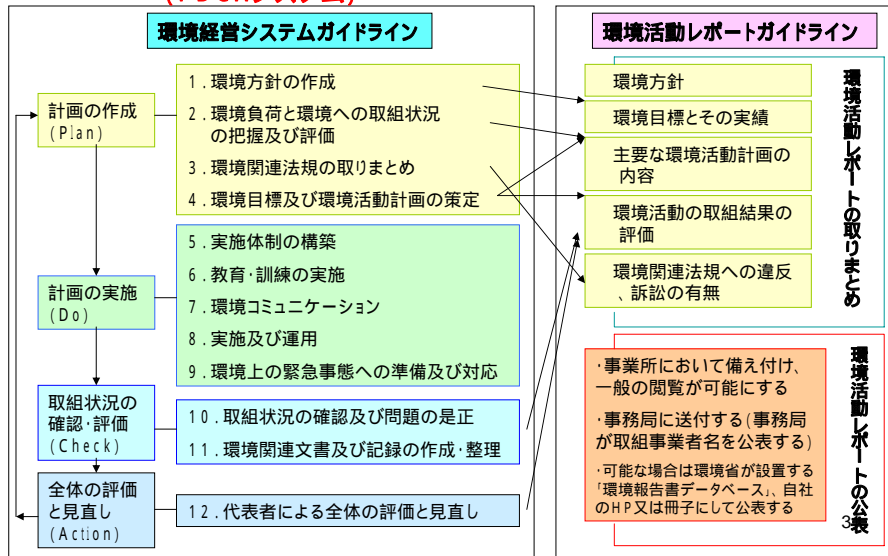 環境経営システムガイドライン
計画の作成
(Plan)
1.環境方針の作成
2.環境負荷と環境への取組状況
の把握及び評価
3.環境関連法規の取りまとめ
4.環境目標及び環境活動計画の策定
計画の実施
(Do)
5.実施体制の構築
6.教育・訓練の実施
7.環境コミュニケーション
8.実施及び運用
9.環境上の緊急事態への準備及び対応
取組状況の
確認・評価
(Check)
10.取組状況の確認及び問題の是正
11.環境関連文書及び記録の作成・整理
全体の評価
と見直し
(Action)
12.代表者による全体の評価と見直し
環境活動レポートガイドライン
環境方針
環境目標とその実績
主要な環境活動計画の
内容
環境活動の取組結果の
評価
環境関連法規への違反
、訴訟の有無
環境活動レポートの取りまとめ
・事業所において備え付け、
一般の閲覧が可能にする
・事務局に送付する(事務局
が取組事業者名を公表する)
・可能な場合は環境省が設置する
「環境報告書データベース」、自社
のHP又は冊子にして公表する
環境活動レポートの公表
3